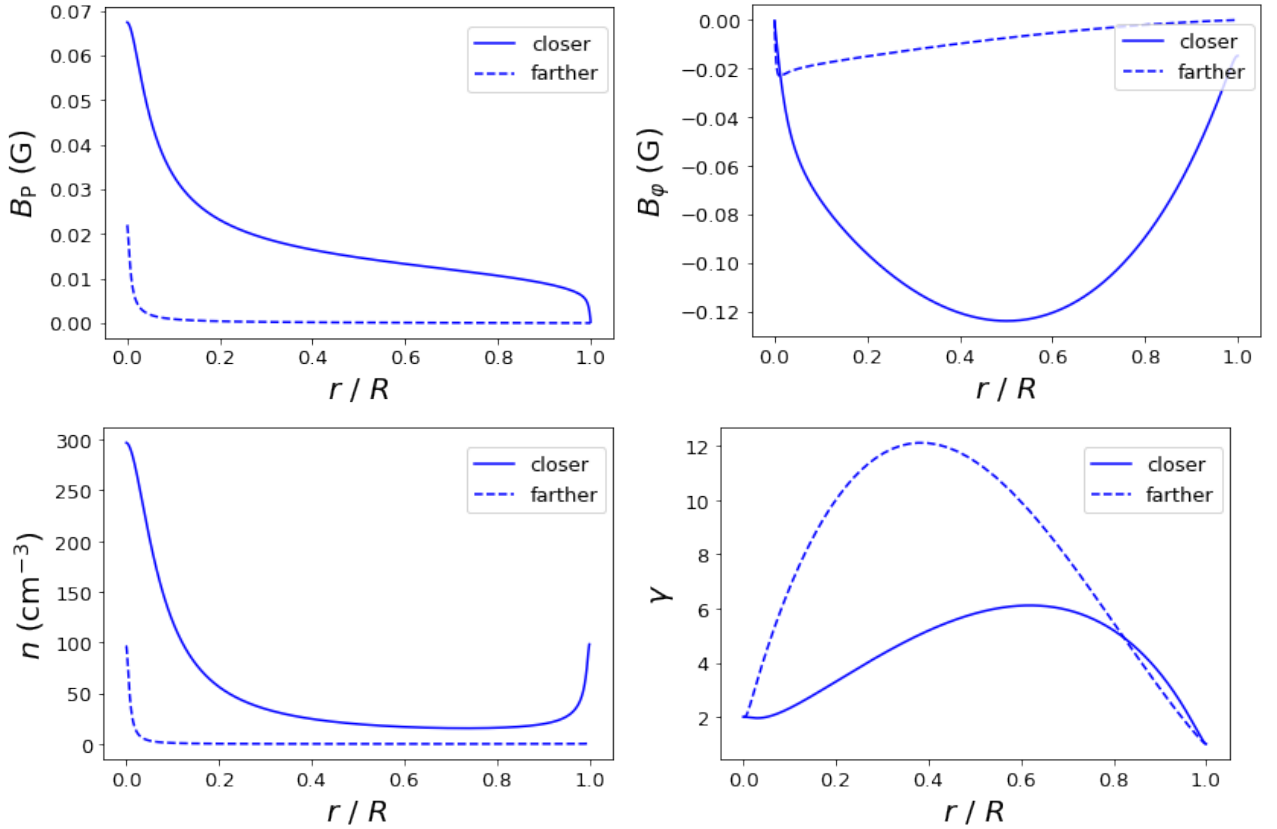 B_P (G)
0.07
0.06
0.05
0.04
0.03
0.02
0.01
0.00
closer
farther
0.0 0.2 0.4 0.6 0.8 1.0
r / R
B_φ (G)
0.00
−0.02
−0.04
−0.06
−0.08
−0.10
−0.12
closer
farther
0.0 0.2 0.4 0.6 0.8 1.0
r / R
n (cm⁻³)
300
250
200
150
100
50
0
closer
farther
0.0 0.2 0.4 0.6 0.8 1.0
r / R
γ
12
10
8
6
4
2
closer
farther
0.0 0.2 0.4 0.6 0.8 1.0
r / R